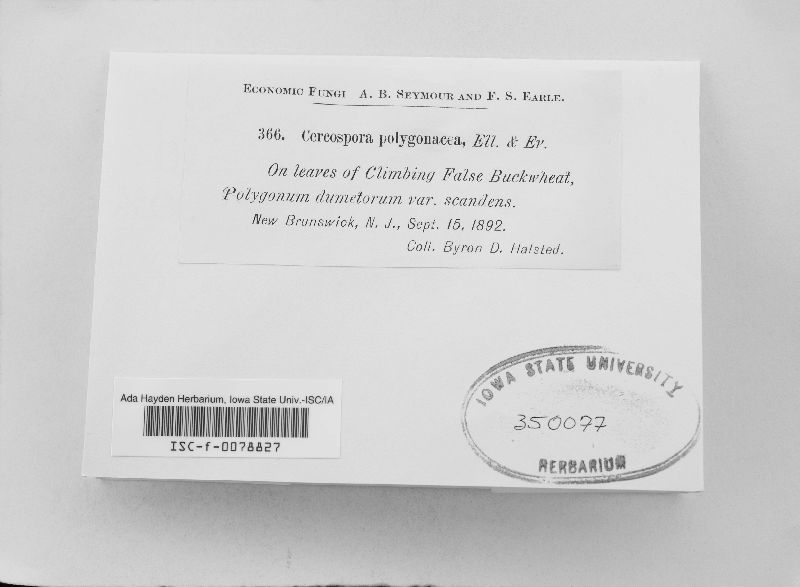 ECONOMIC FUNGI A. B. SEYMOUR AND F. S. EARLE.
366. Cercospora polygonacea, Ell. & Ev.
On leaves of Climbing False Buckwheat,
Polygonum dumetorum var. scandens.
New Brunswick, N. J., Sept. 15, 1892.
Coll. Byron D. Halsted.
Ada Hayden Herbarium, Iowa State Univ.-ISC/IA
ISC-f-0078827
IOWA STATE UNIVERSITY
350077
HERBARIUM